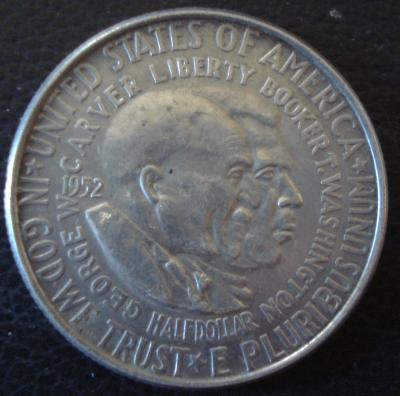 UNITED STATES OF AMERICA
★ E PLURIBUS UNUM ★
IN GOD WE TRUST ★
LIBERTY
GEORGE W. CARVER
BOOKER T. WASHINGTON
1952
HALF DOLLAR